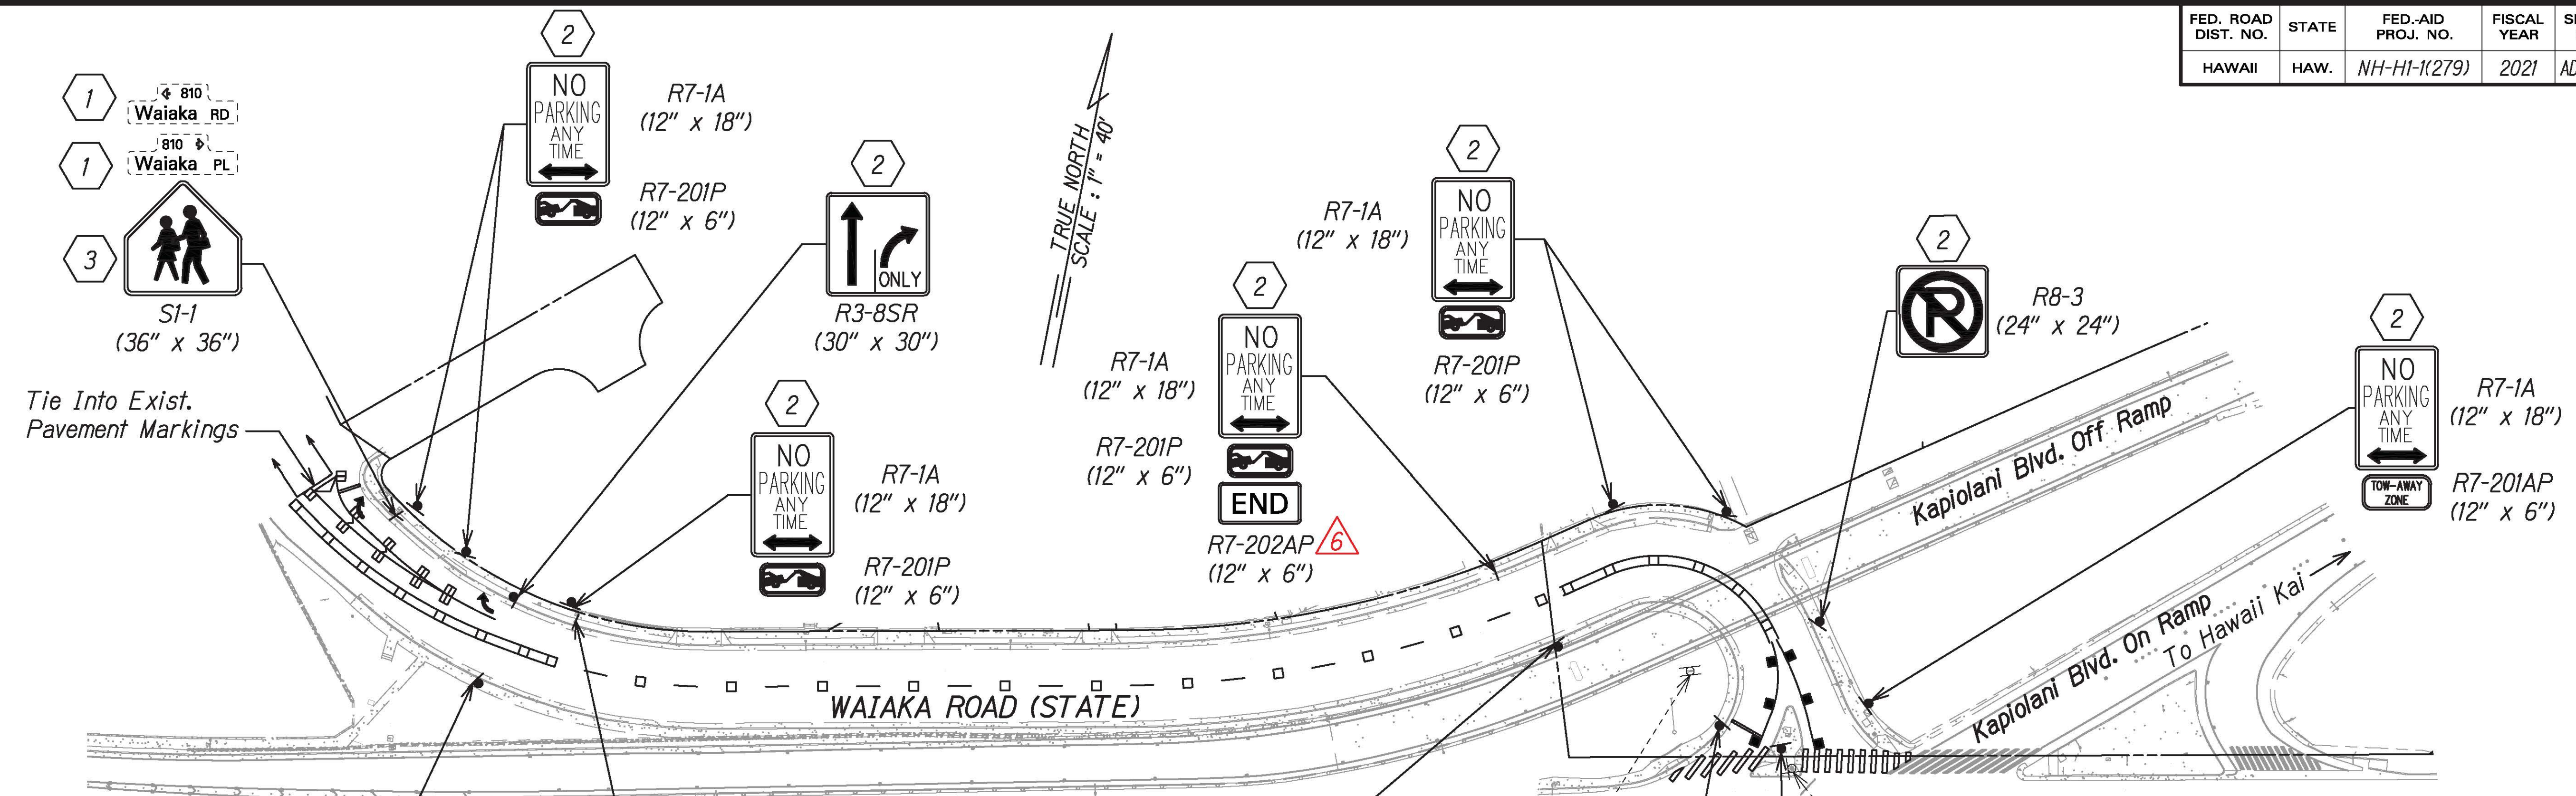 FED. ROAD DIST. NO.
STATE
FED.-AID PROJ. NO.
FISCAL YEAR
HAWAII
HAW.
NH-H1-1(279)
2021
2
1
810
Waiaka RD
1
810
Waiaka PL
3
S1-1
(36" x 36")
Tie Into Exist.
Pavement Markings
NO
PARKING
ANY
TIME
R7-1A
(12" x 18")
R7-201P
(12" x 6")
2
ONLY
R3-8SR
(30" x 30")
2
NO
PARKING
ANY
TIME
R7-1A
(12" x 18")
R7-201P
(12" x 6")
TRUE NORTH
SCALE : 1" = 40'
2
NO
PARKING
ANY
TIME
END
R7-1A
(12" x 18")
R7-201P
(12" x 6")
R7-202AP 6
(12" x 6")
2
NO
PARKING
ANY
TIME
R7-1A
(12" x 18")
R7-201P
(12" x 6")
2
R8-3
(24" x 24")
2
NO
PARKING
ANY
TIME
TOW-AWAY
ZONE
R7-1A
(12" x 18")
R7-201AP
(12" x 6")
Kapiolani Blvd. Off Ramp
Kapiolani Blvd. On Ramp
To Hawaii Kai
WAIAKA ROAD (STATE)